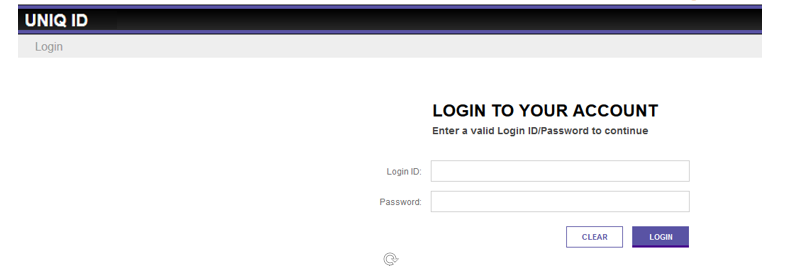 UNIQ ID
Login
LOGIN TO YOUR ACCOUNT
Enter a valid Login ID/Password to continue
Login ID:
Password:
CLEAR LOGIN